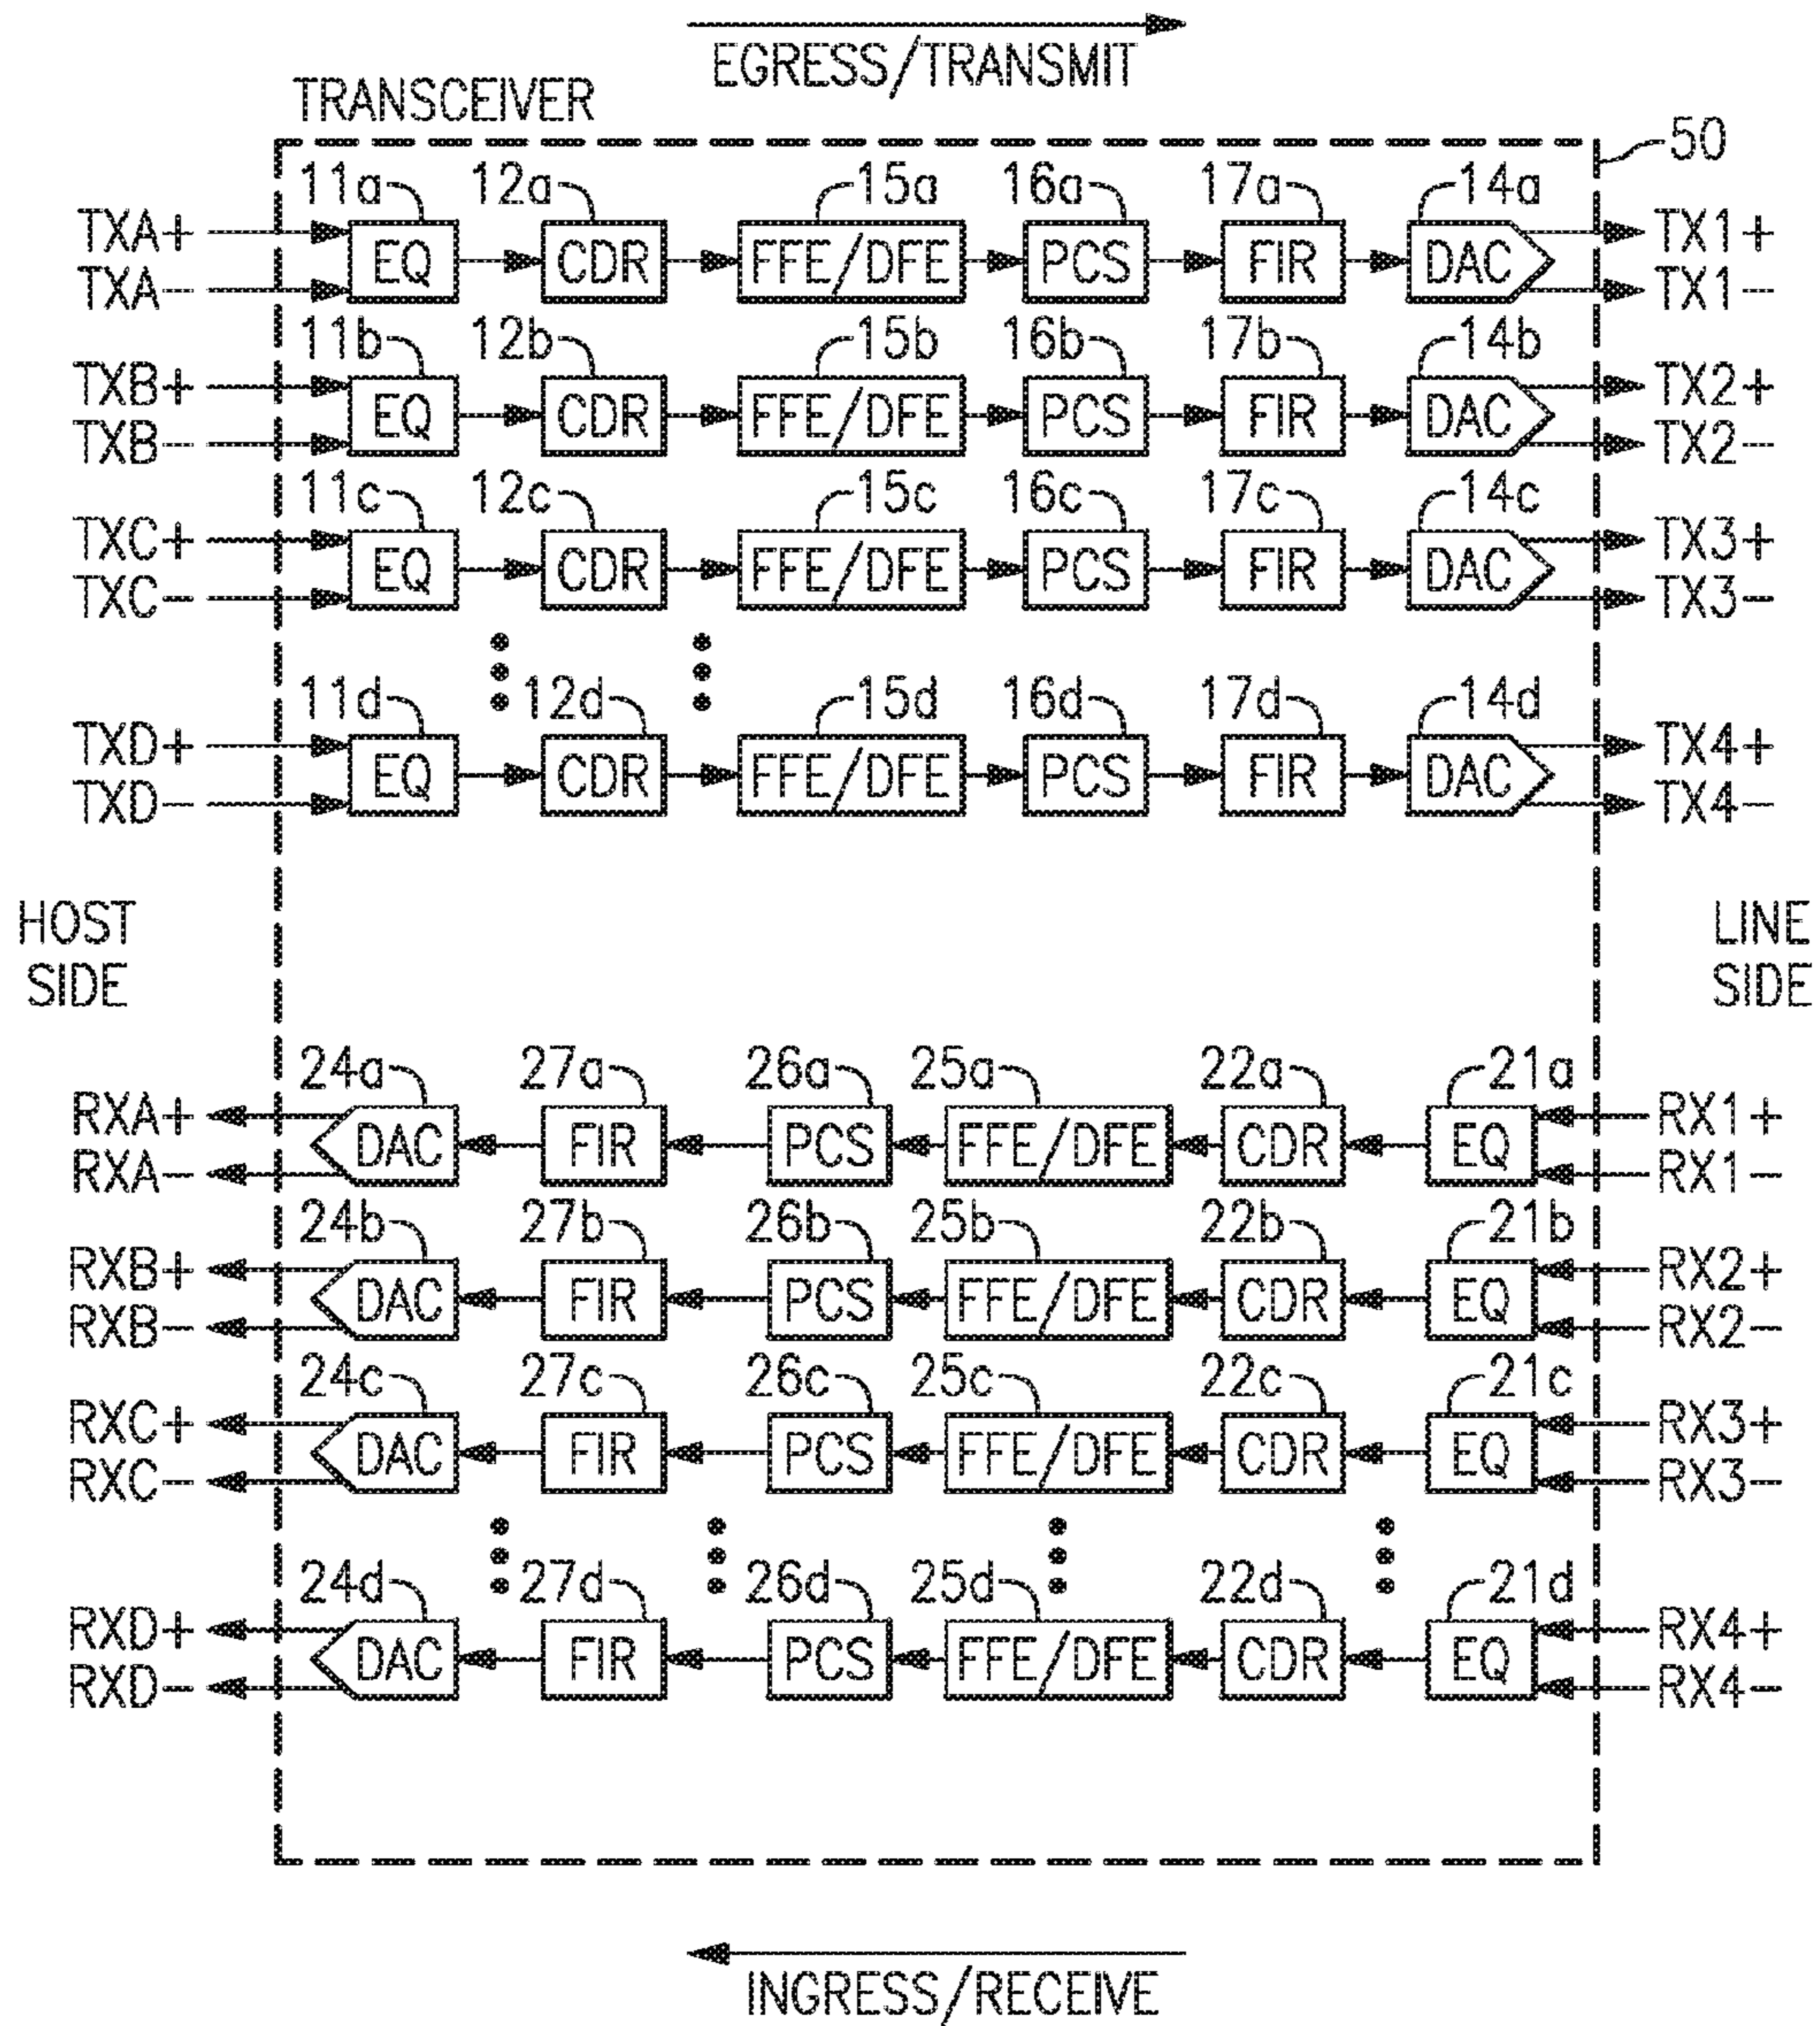 EGRESS/TRANSMIT
TRANSCEIVER
50
11a 12a 15a 16a 17a 14a
TXA+ EQ CDR FFE/DFE PCS FIR DAC TX1+
TXA- TX1-
11b 12b 15b 16b 17b 14b
TXB+ EQ CDR FFE/DFE PCS FIR DAC TX2+
TXB- TX2-
11c 12c 15c 16c 17c 14c
TXC+ EQ CDR FFE/DFE PCS FIR DAC TX3+
TXC- TX3-
11d 12d 15d 16d 17d 14d
TXD+ EQ CDR FFE/DFE PCS FIR DAC TX4+
TXD- TX4-
HOST LINE
SIDE SIDE
24a 27a 26a 25a 22a 21a
RXA+ DAC FIR PCS FFE/DFE CDR EQ RX1+
RXA- RX1-
24b 27b 26b 25b 22b 21b
RXB+ DAC FIR PCS FFE/DFE CDR EQ RX2+
RXB- RX2-
24c 27c 26c 25c 22c 21c
RXC+ DAC FIR PCS FFE/DFE CDR EQ RX3+
RXC- RX3-
24d 27d 26d 25d 22d 21d
RXD+ DAC FIR PCS FFE/DFE CDR EQ RX4+
RXD- RX4-
INGRESS/RECEIVE